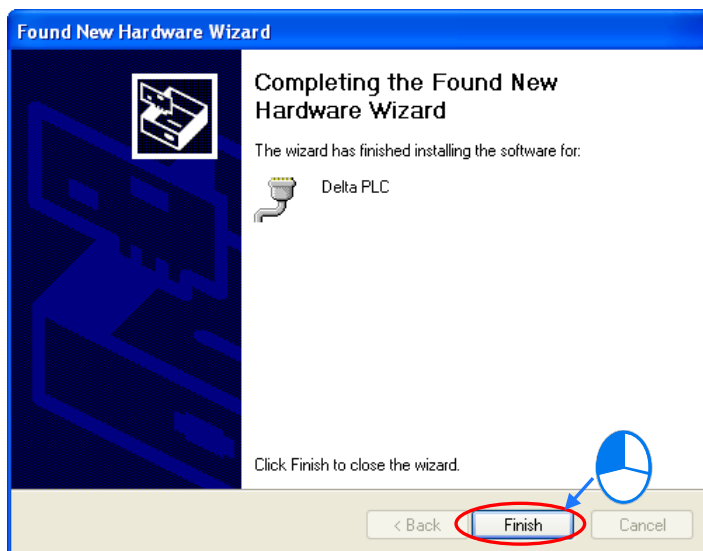 Found New Hardware Wizard
Completing the Found New
Hardware Wizard
The wizard has finished installing the software for:
Delta PLC
Click Finish to close the wizard.
< Back
Finish
Cancel